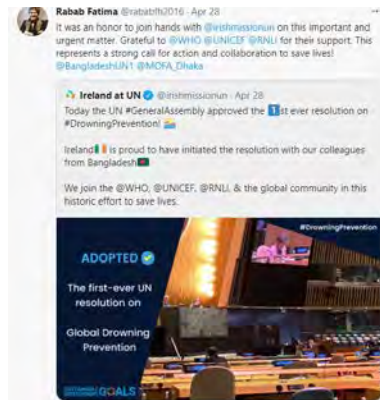 Rabab Fatima @rababfh2016 · Apr 28
It was an honor to join hands with @irishmissionun on this important and
urgent matter. Grateful to @WHO @UNICEF @RNLI for their support. This
represents a strong call for action and collaboration to save lives!
@BangladeshUN1 @MOFA_Dhaka
Ireland at UN @irishmissionun · Apr 28
Today the UN #GeneralAssembly approved the 1st ever resolution on
#DrowningPrevention!
Ireland is proud to have initiated the resolution with our colleagues
from Bangladesh
We join the @WHO, @UNICEF, @RNLI, & the global community in this
historic effort to save lives.
#DrowningPrevention
ADOPTED
The first-ever UN
resolution on
Global Drowning
Prevention
GOALS